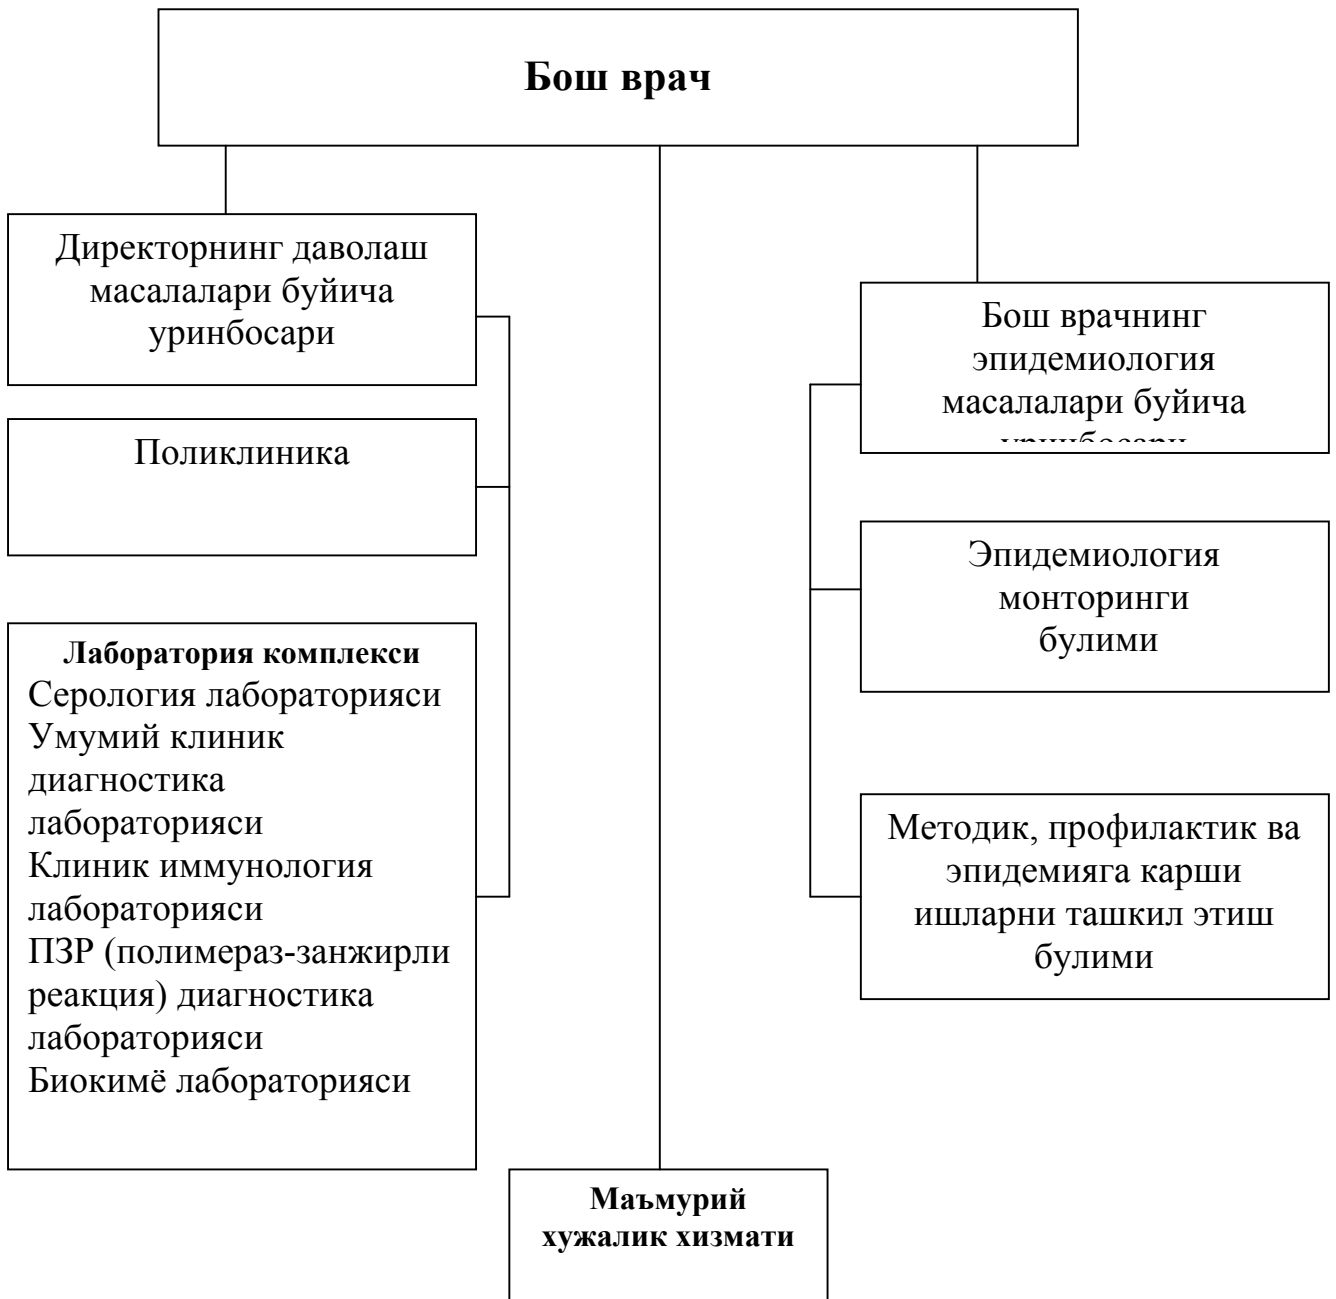 Бош врач
Директорнинг даволаш
масалалари буйича
уринбосари
Поликлиника
Лаборатория комплекси
Серология лабораторияси
Умумий клиник
диагностика
лабораторияси
Клиник иммунология
лабораторияси
ПЗР (полимераз-занжирли
реакция) диагностика
лабораторияси
Биокимё лабораторияси
Бош врачнинг
эпидемиология
масалалари буйича
уринбосари
Эпидемиология
монторинги
булими
Методик, профилактик ва
эпидемияга карши
ишларни ташкил этиш
булими
Маъмурий
хужалик хизмати